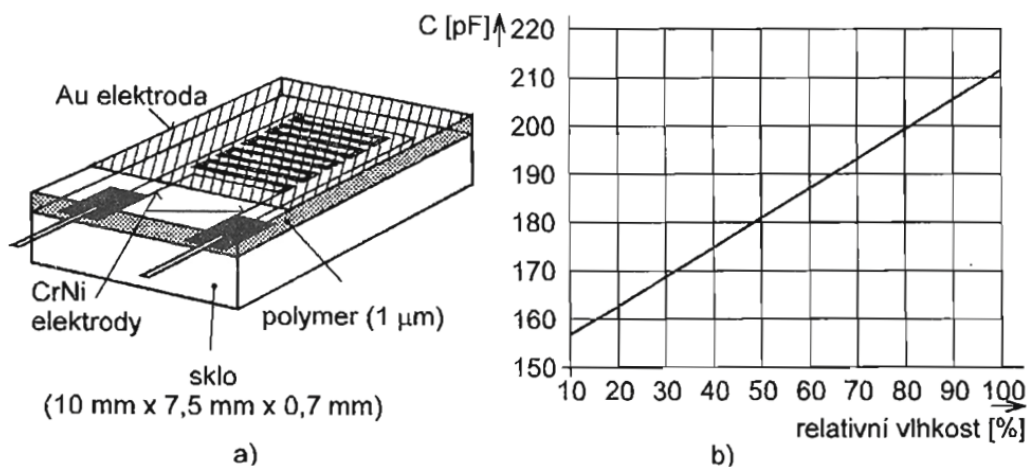 Au elektroda
CrNi
elektrody
polymer (1 μm)
sklo
(10 mm x 7,5 mm x 0,7 mm)
a)
C [pF]
220
210
200
190
180
170
160
150
10 20 30 40 50 60 70 80 90 100
relativní vlhkost [%]
b)